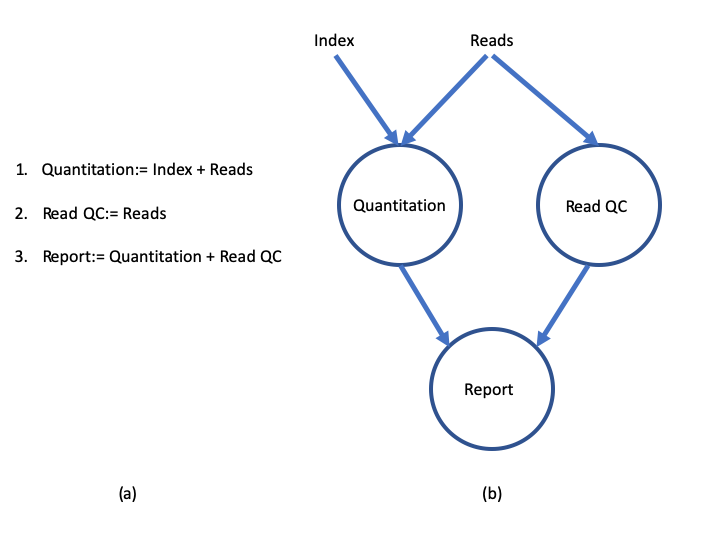 Index
Reads
1. Quantitation:= Index + Reads
2. Read QC:= Reads
3. Report:= Quantitation + Read QC
Quantitation
Read QC
Report
(a)
(b)